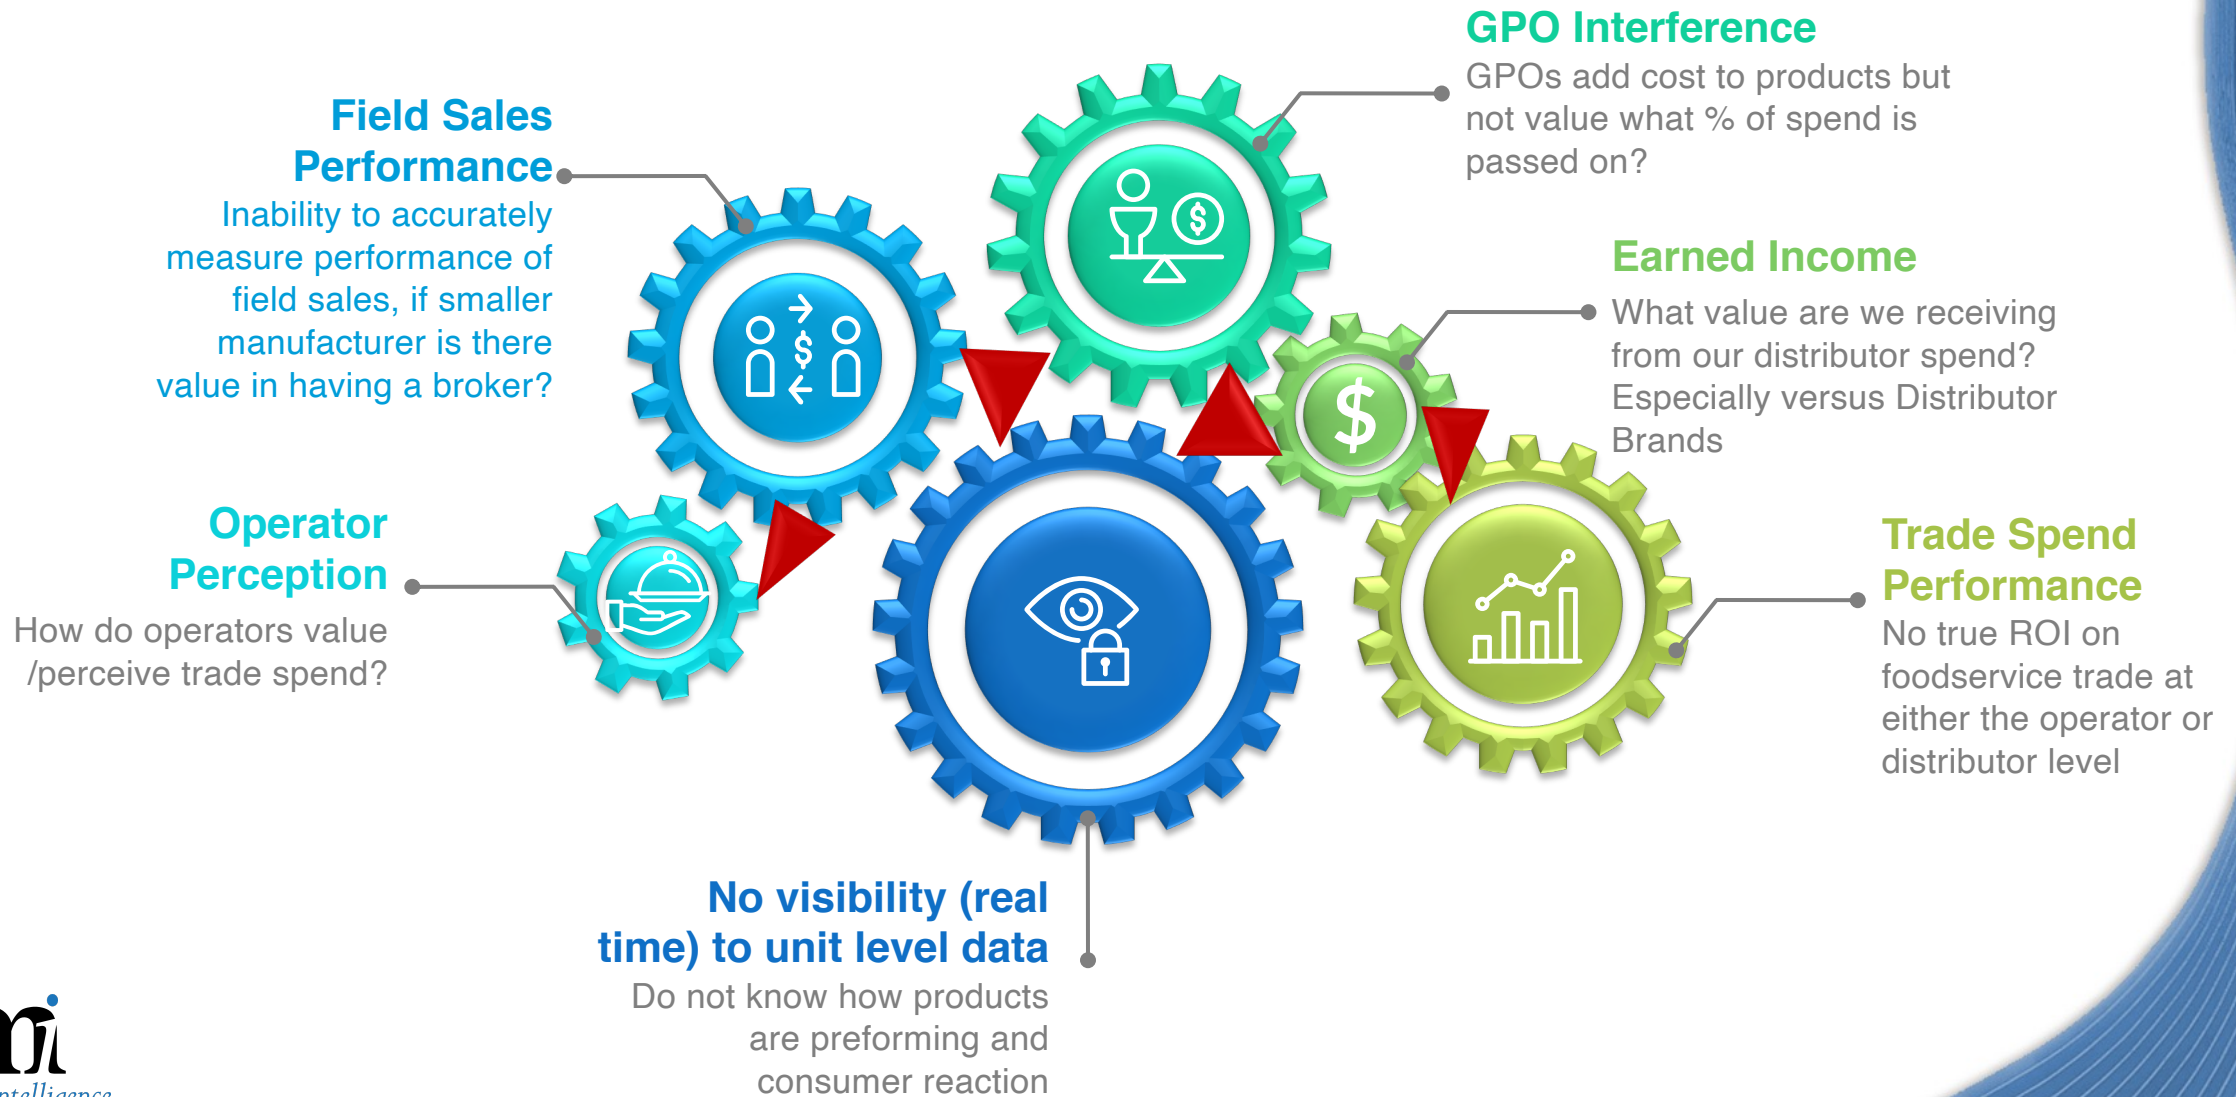 GPO Interference
GPOs add cost to products but
not value what % of spend is
passed on?
Field Sales
Performance
Inability to accurately
measure performance of
field sales, if smaller
manufacturer is there
value in having a broker?
Earned Income
What value are we receiving
from our distributor spend?
Especially versus Distributor
Brands
Operator
Perception
How do operators value
/perceive trade spend?
Trade Spend
Performance
No true ROI on
foodservice trade at
either the operator or
distributor level
No visibility (real
time) to unit level data
Do not know how products
are preforming and
consumer reaction
$
$
$